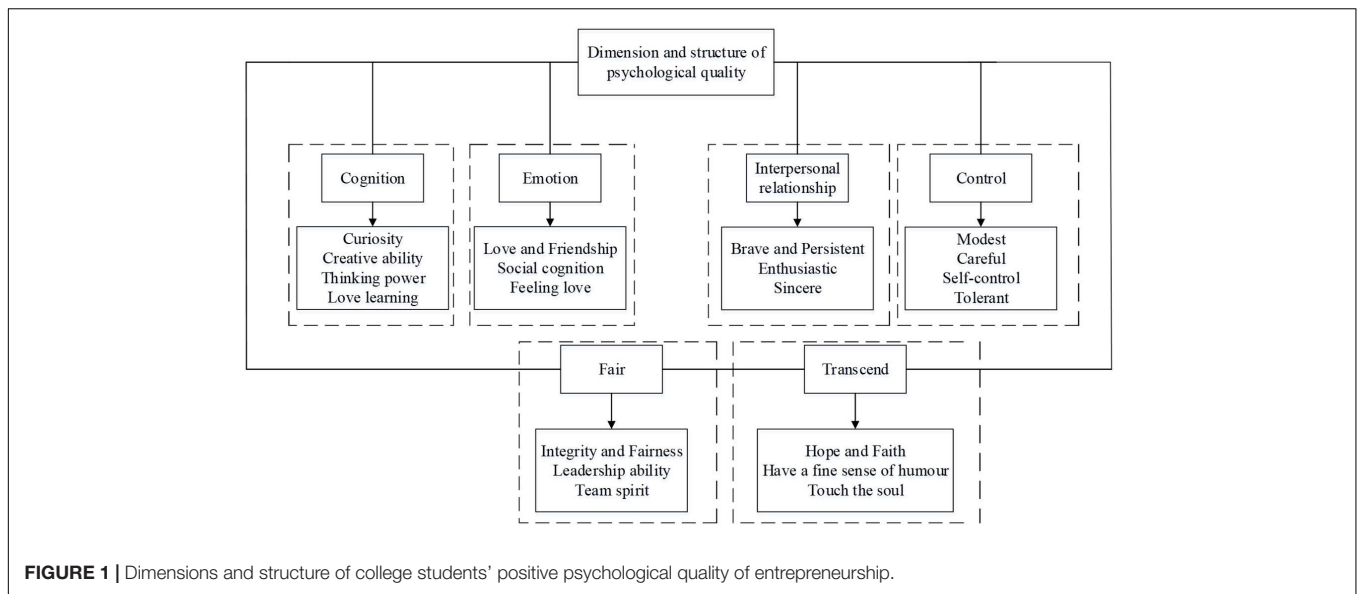 Dimension and structure of
psychological quality
Cognition
Curiosity
Creative ability
Thinking power
Love learning
Emotion
Love and Friendship
Social cognition
Feeling love
Interpersonal
relationship
Brave and Persistent
Enthusiastic
Sincere
Control
Modest
Careful
Self-control
Tolerant
Fair
Integrity and Fairness
Leadership ability
Team spirit
Transcend
Hope and Faith
Have a fine sense of humour
Touch the soul
FIGURE 1 | Dimensions and structure of college students’ positive psychological quality of entrepreneurship.